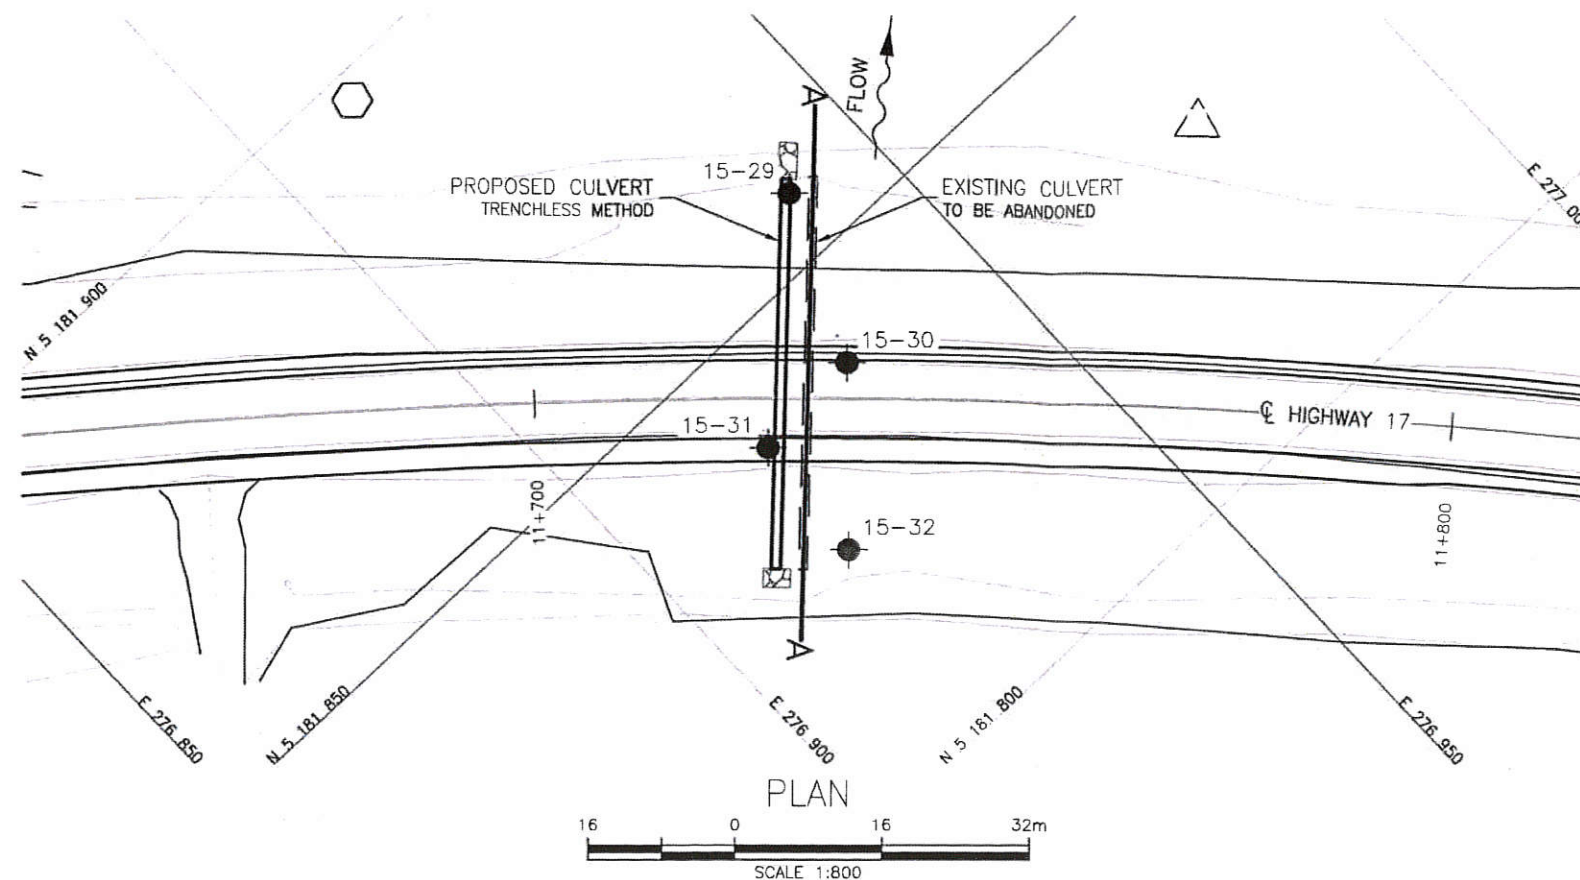 A
FLOW
15-29
PROPOSED CULVERT
TRENCHLESS METHOD
EXISTING CULVERT
TO BE ABANDONED
E 277 00
N 5 181 900
15-30
℄ HIGHWAY 17
15-31
11+700
15-32
11+800
A
E 276 850
N 5 181 850
E 276 900
N 5 181 800
E 276 950
PLAN
16 0 16 32m
SCALE 1:800